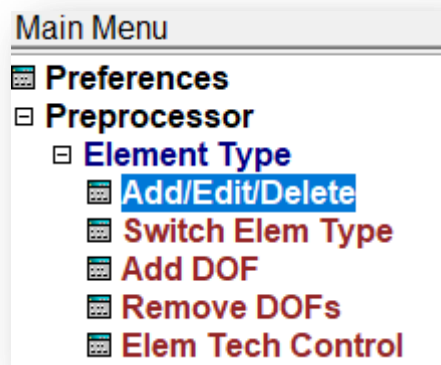 Main Menu
Preferences
Preprocessor
Element Type
Add/Edit/Delete
Switch Elem Type
Add DOF
Remove DOFs
Elem Tech Control